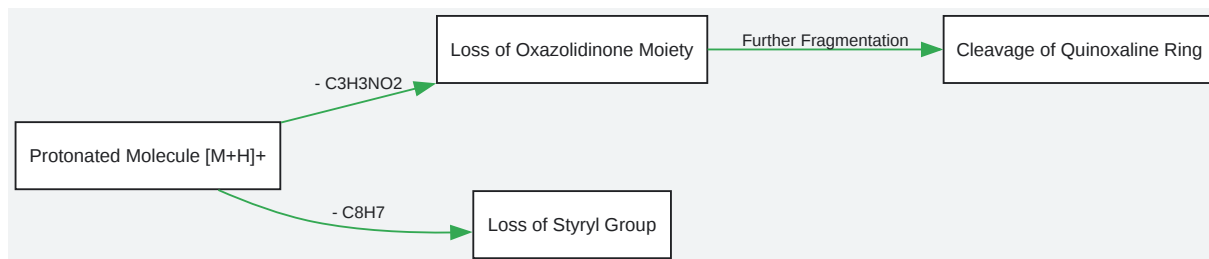 Loss of Oxazolidinone Moiety
Further Fragmentation
Cleavage of Quinoxaline Ring
- C3H3NO2
Protonated Molecule [M+H]+
- C8H7
Loss of Styryl Group